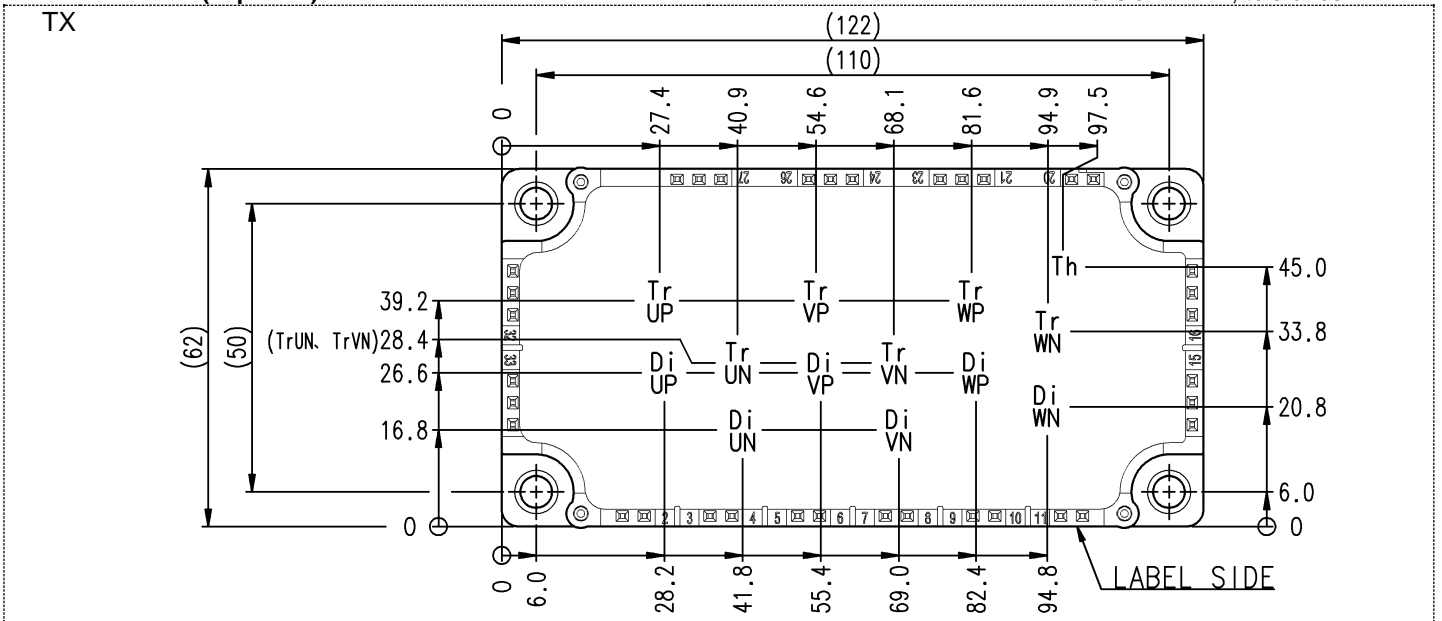 TX
(122)
(110)
0
27.4
40.9
54.6
68.1
81.6
94.9
97.5
27
26
24
23
21
20
(62)
(50)
39.2
(TrUN、TrVN)28.4
26.6
16.8
0
32
33
16
15
Th
Tr
UP
Tr
VP
Tr
WP
Tr
WN
Tr
UN
Tr
VN
Di
UP
Di
VP
Di
WP
Di
WN
Di
UN
Di
VN
45.0
33.8
20.8
6.0
0
2
3
4
5
6
7
8
9
10
11
0
6.0
28.2
41.8
55.4
69.0
82.4
94.8
LABEL SIDE